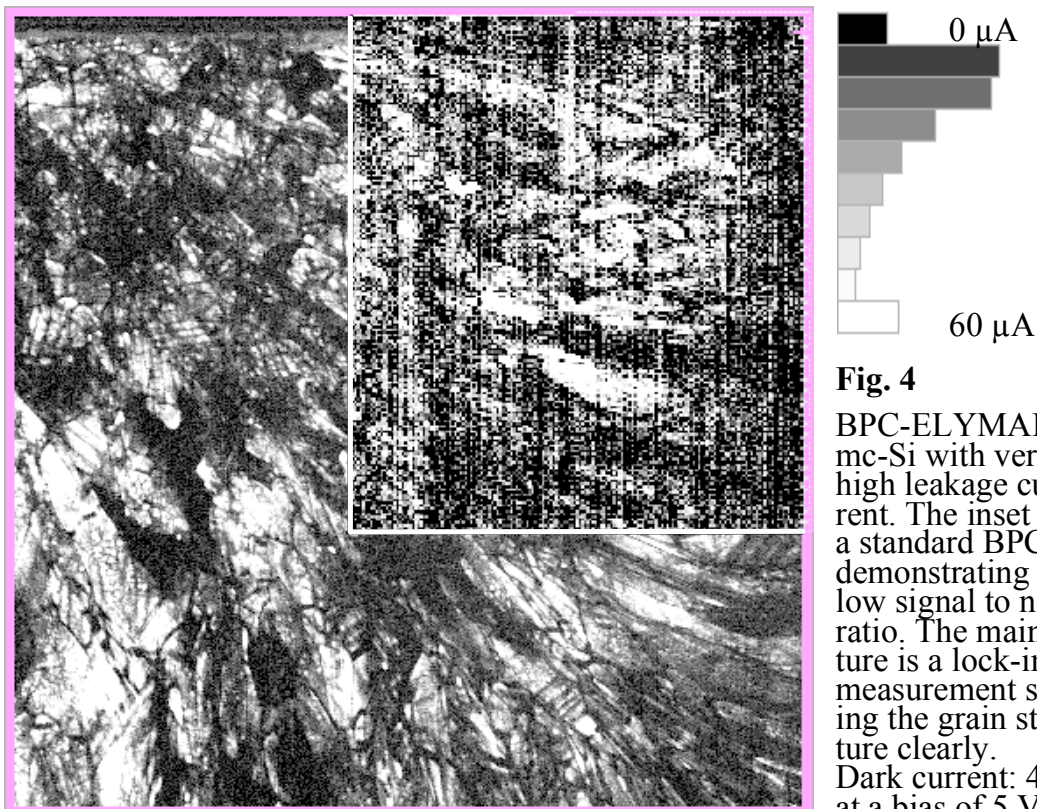 0 µA
60 µA
Fig. 4
BPC-ELYMA
mc-Si with ver
high leakage cu
rent. The inset
a standard BPC
demonstrating
low signal to n
ratio. The main
ture is a lock-in
measurement s
ing the grain st
ture clearly.
Dark current: 4
at a bias of 5 V